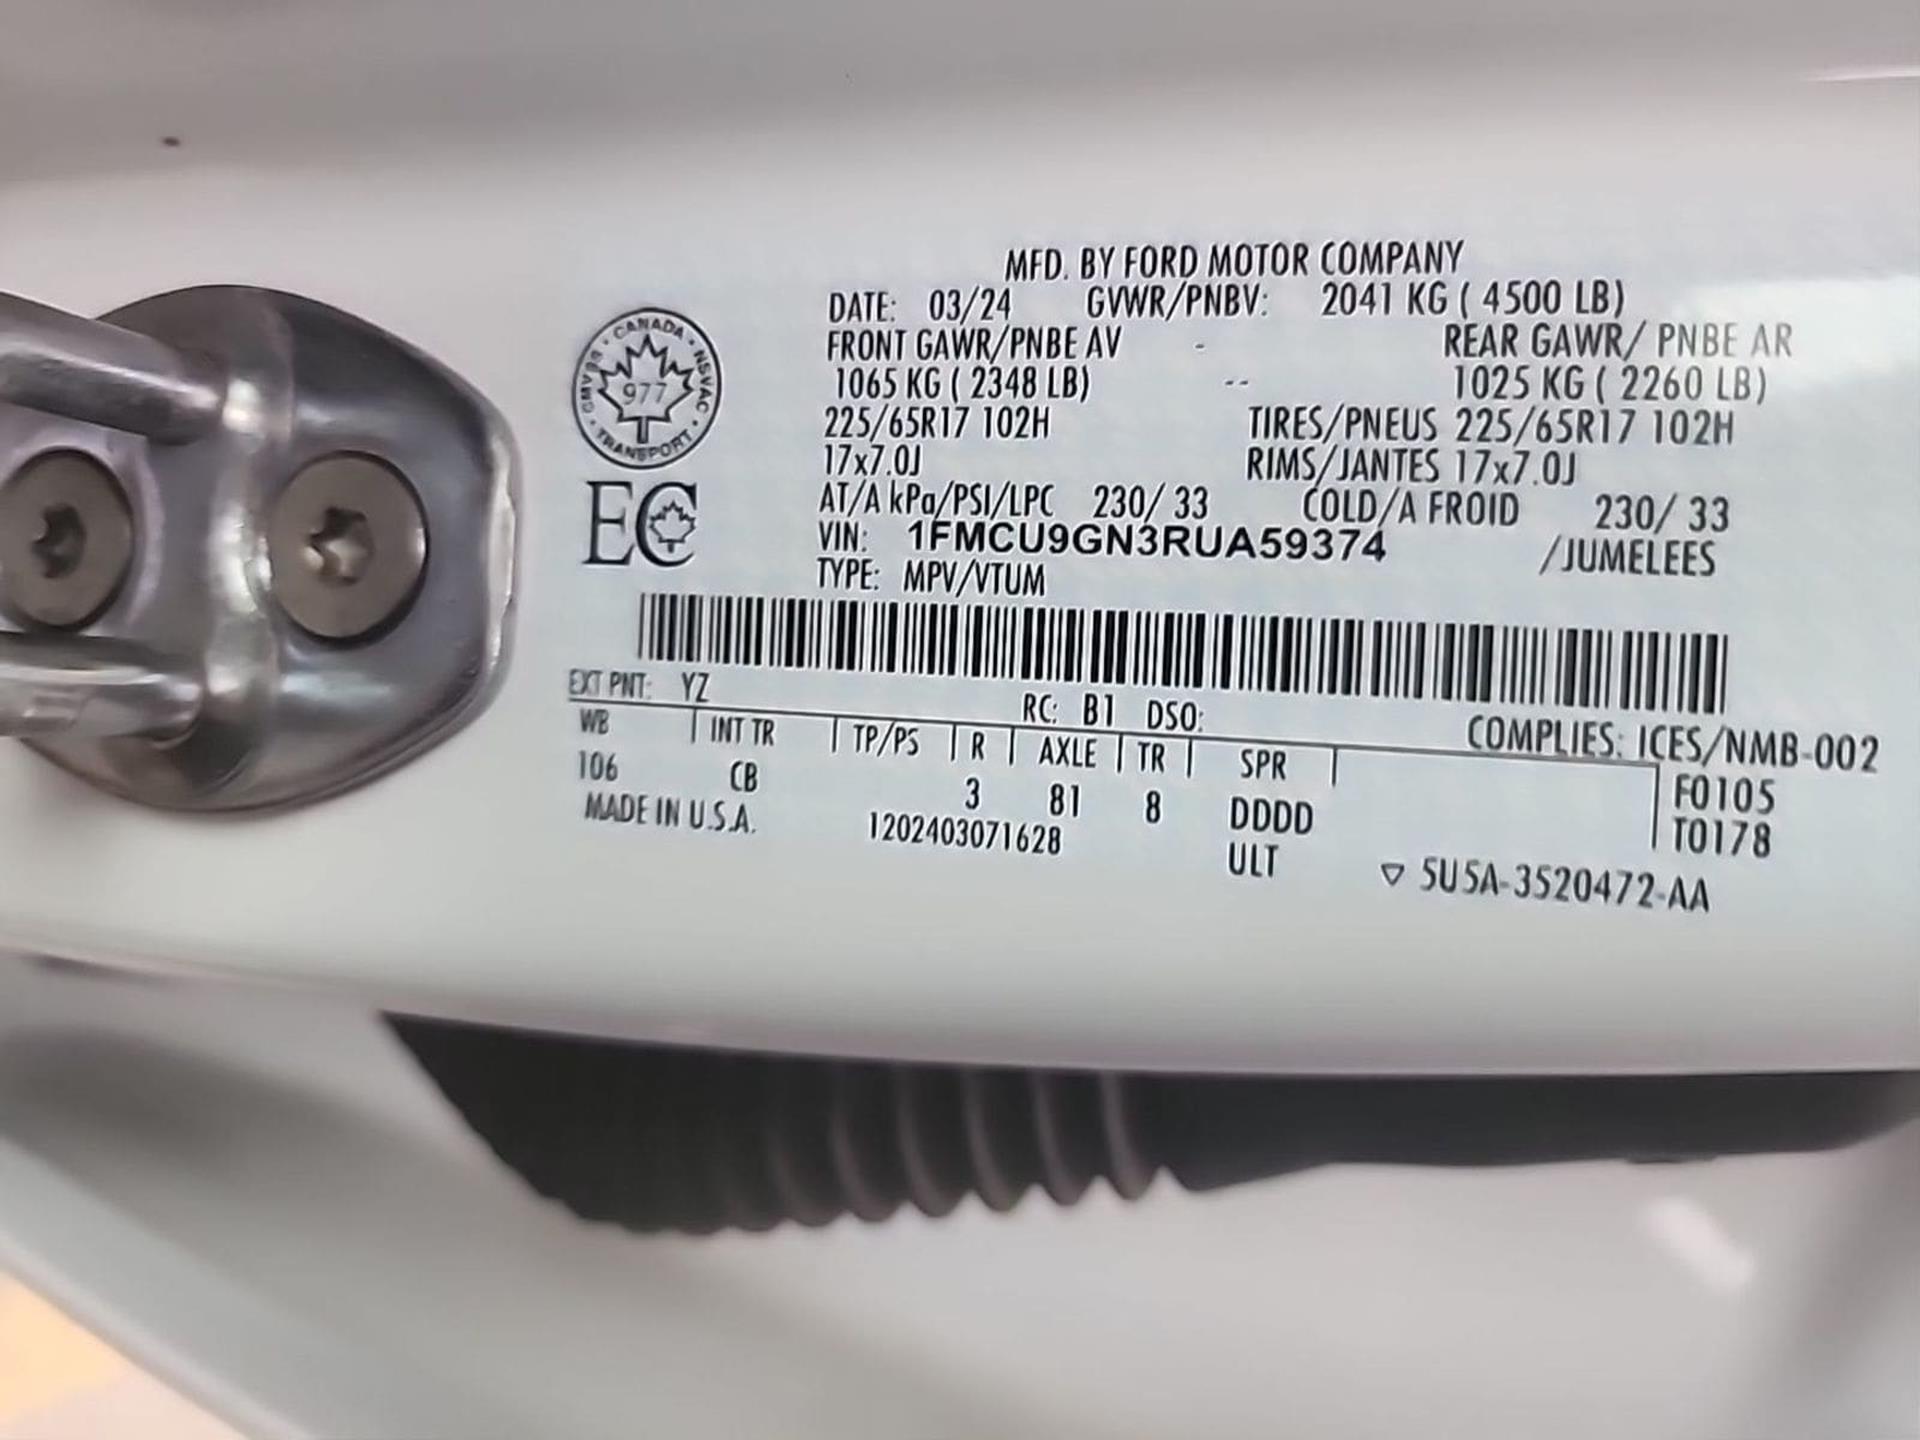 MFD. BY FORD MOTOR COMPANY
DATE: 03/24 GVWR/PNBV: 2041 KG ( 4500 LB)
FRONT GAWR/PNBE AV - REAR GAWR/ PNBE AR
1065 KG ( 2348 LB) -- 1025 KG ( 2260 LB)
225/65R17 102H TIRES/PNEUS 225/65R17 102H
17x7.0J RIMS/JANTES 17x7.0J
AT/A kPa/PSI/LPC 230/ 33 COLD/A FROID 230/ 33
VIN: 1FMCU9GN3RUA59374 /JUMELEES
TYPE: MPV/VTUM
CANADA
NSVAC
TRANSPORT
CMVSS
977
EC
EXT PNT: YZ RC: B1 DSO:
COMPLIES: ICES/NMB-002
WB INT TR TP/PS R AXLE TR SPR
106 CB 3 81 8 DDDD
F0105
T0178
MADE IN U.S.A. 1202403071628 ULT
5U5A-3520472-AA